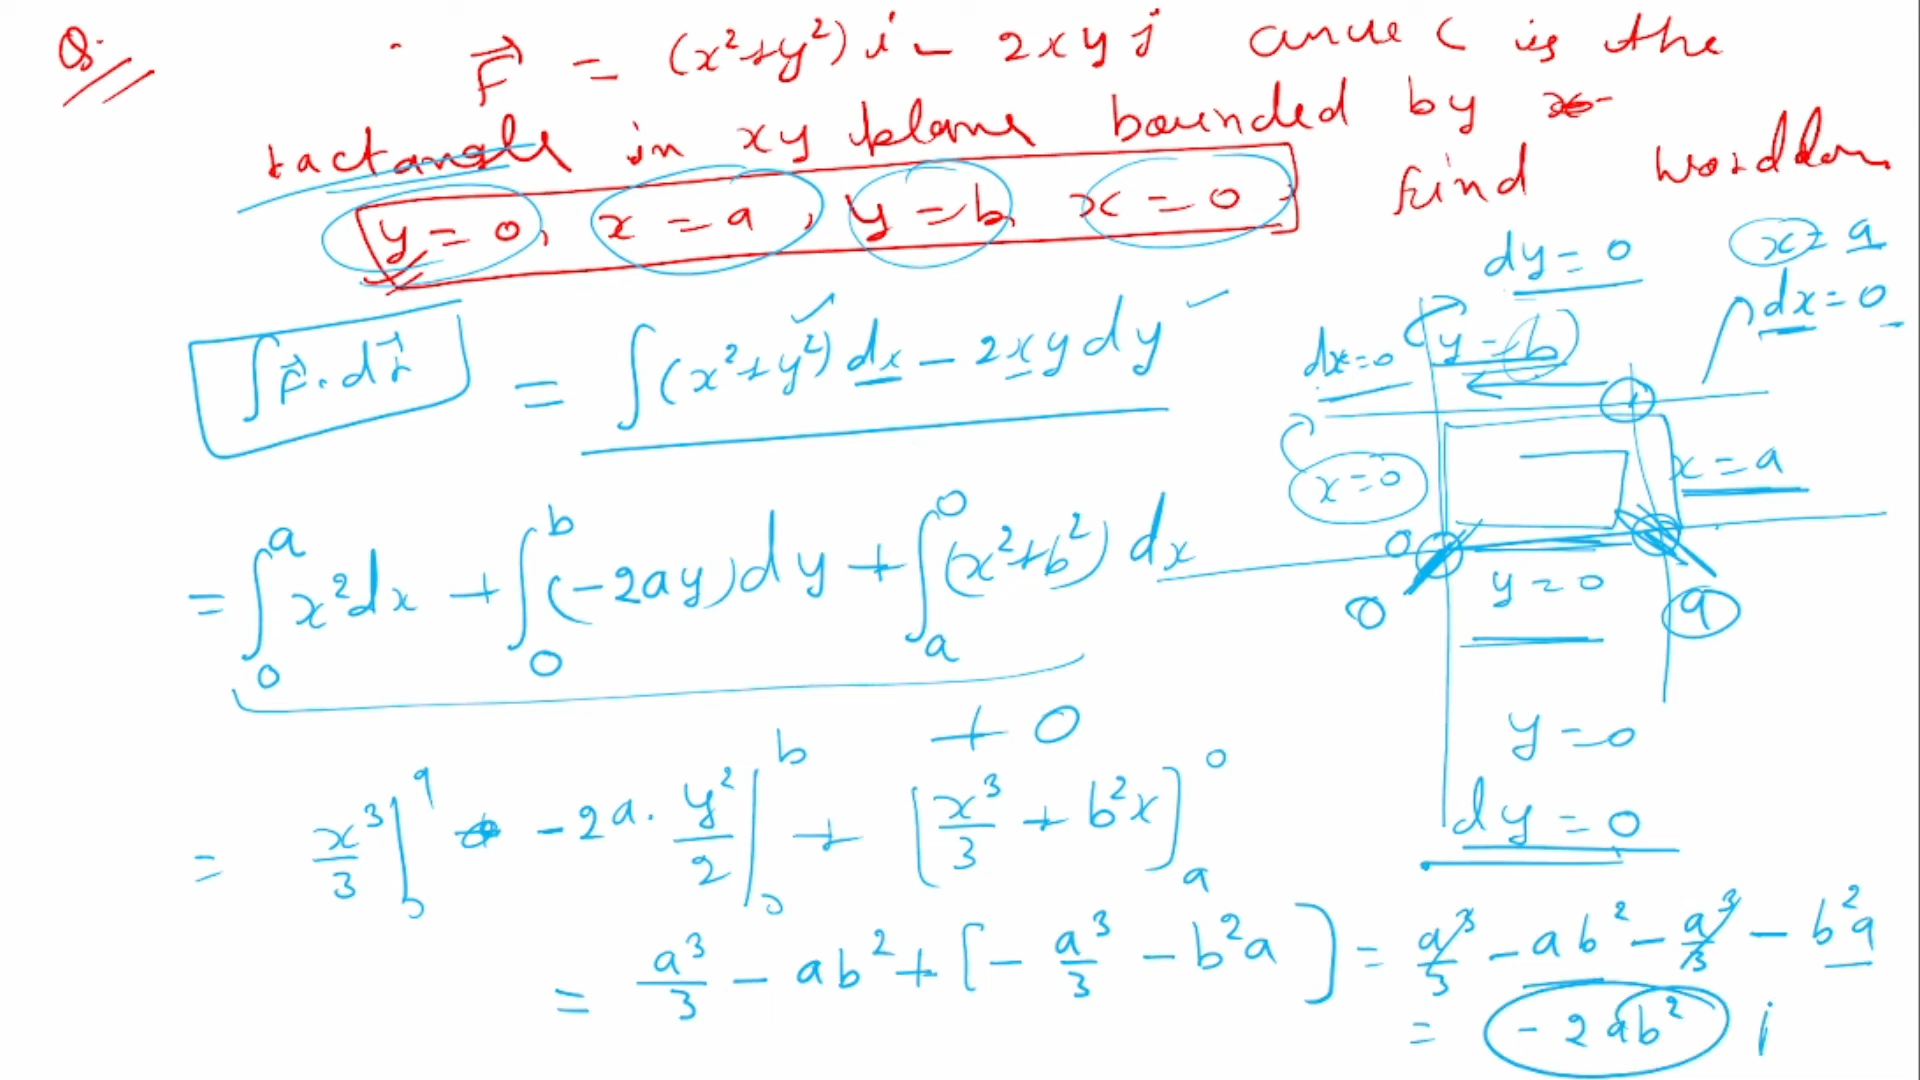 Q:
F⃗ = (x²+y²) i - 2xy j curve C is the
ractangle in xy plane bounded by
y = 0, x = a, y = b, x = 0 find
dy = 0 x = a
dx = 0
∫ F⃗ . dr⃗ = ∫ (x²+y²) dx - 2xy dy
dx = 0 y = b
x = 0 x = a
= ∫₀ᵃ x² dx + ∫₀ᵇ (-2ay) dy + ∫ₐ⁰ (x²+b²) dx
0 y = 0
0 a
+ 0
y = 0
= x³/3 |₀ᵃ - 2a . y²/2 |₀ᵇ + [x³/3 + b²x]ₐ⁰
dy = 0
= a³/3 - ab² + [- a³/3 - b²a] = a³/3 - ab² - a³/3 - b²a
= -2ab²